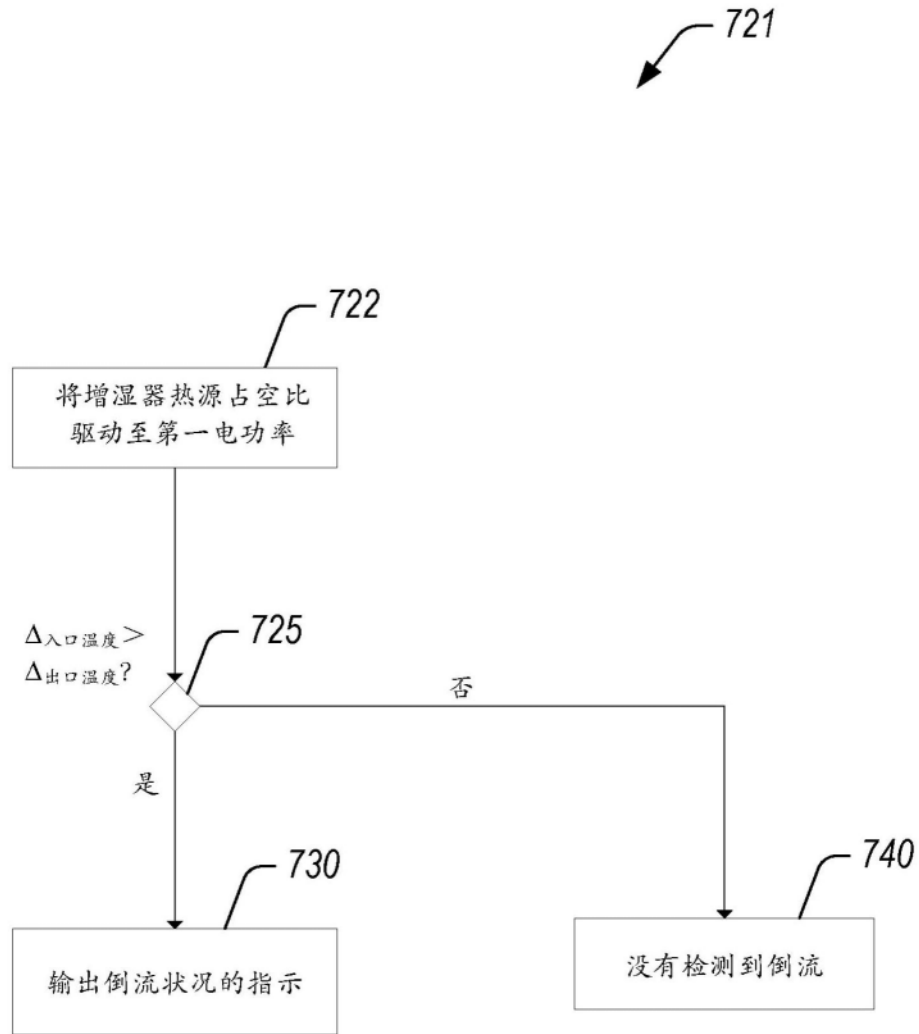 721
722
将增湿器热源占空比
驱动至第一电功率
Δ入口温度>
Δ出口温度?
725
否
是
730
740
输出倒流状况的指示
没有检测到倒流